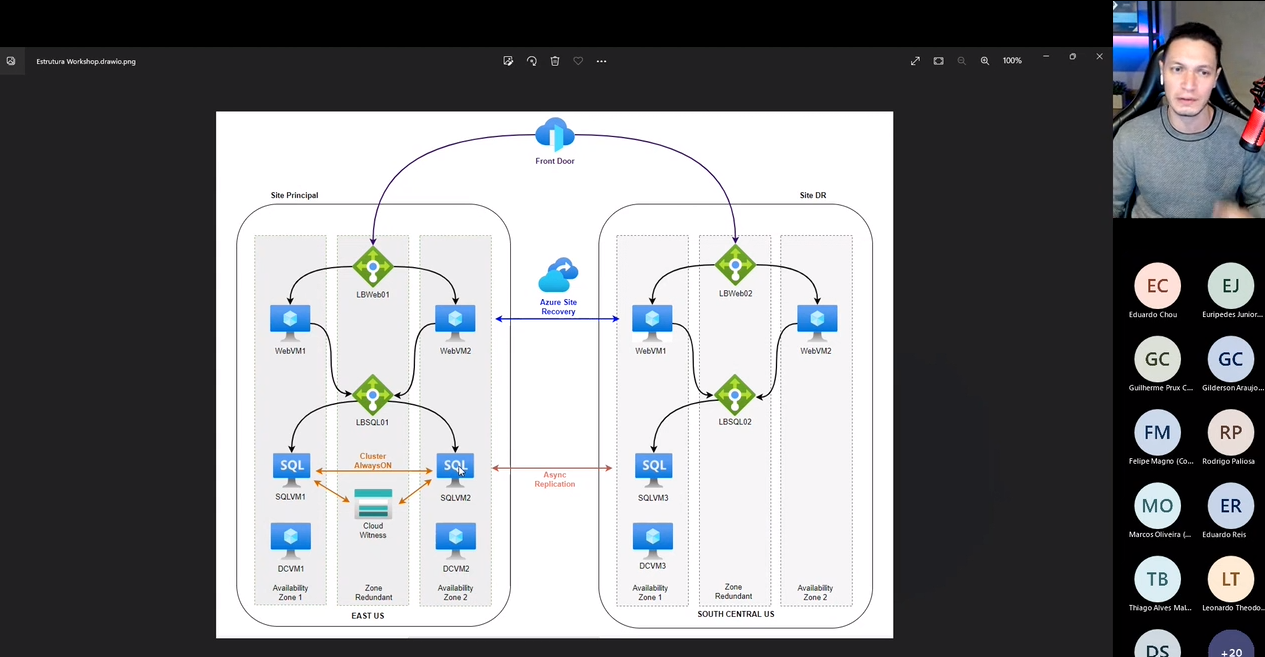 Estrutura Workshop.drawio.png
100%
Front Door
Site Principal
Site DR
LBWeb01
LBWeb02
Azure Site
Recovery
WebVM1
WebVM2
WebVM1
WebVM2
LBSQL01
LBSQL02
Cluster
AlwaysON
SQL
SQL
SQL
SQLVM1
SQLVM2
SQLVM3
Async
Replication
Cloud
Witness
DCVM1
DCVM2
DCVM3
Availability
Zone 1
Zone
Redundant
Availability
Zone 2
Availability
Zone 1
Zone
Redundant
Availability
Zone 2
EAST US
SOUTH CENTRAL US
EC
Eduardo Chou
EJ
Euripedes Junior...
GC
Guilherme Prux C...
GC
Gilderson Araujo...
FM
Felipe Magno (Co...
RP
Rodrigo Paliosa
MO
Marcos Oliveira (...
ER
Eduardo Reis
TB
Thiago Alves Mal...
LT
Leonardo Theodo...
DS
+20